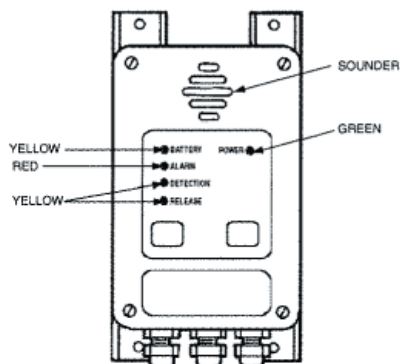 SOUNDER
GREEN
YELLOW
BATTERY POWER
RED
ALARM
DETECTION
YELLOW
RELEASE